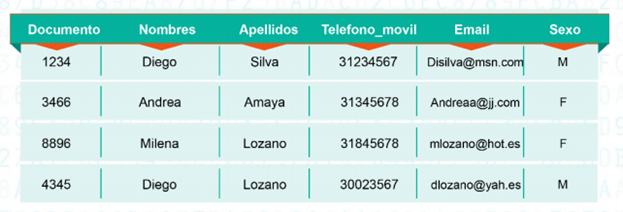 Documento Nombres Apellidos Telefono_movil Email Sexo
1234 Diego Silva 31234567 Disilva@msn.com M
3466 Andrea Amaya 31345678 Andreaa@jj.com F
8896 Milena Lozano 31845678 mlozano@hot.es F
4345 Diego Lozano 30023567 dlozano@yah.es M